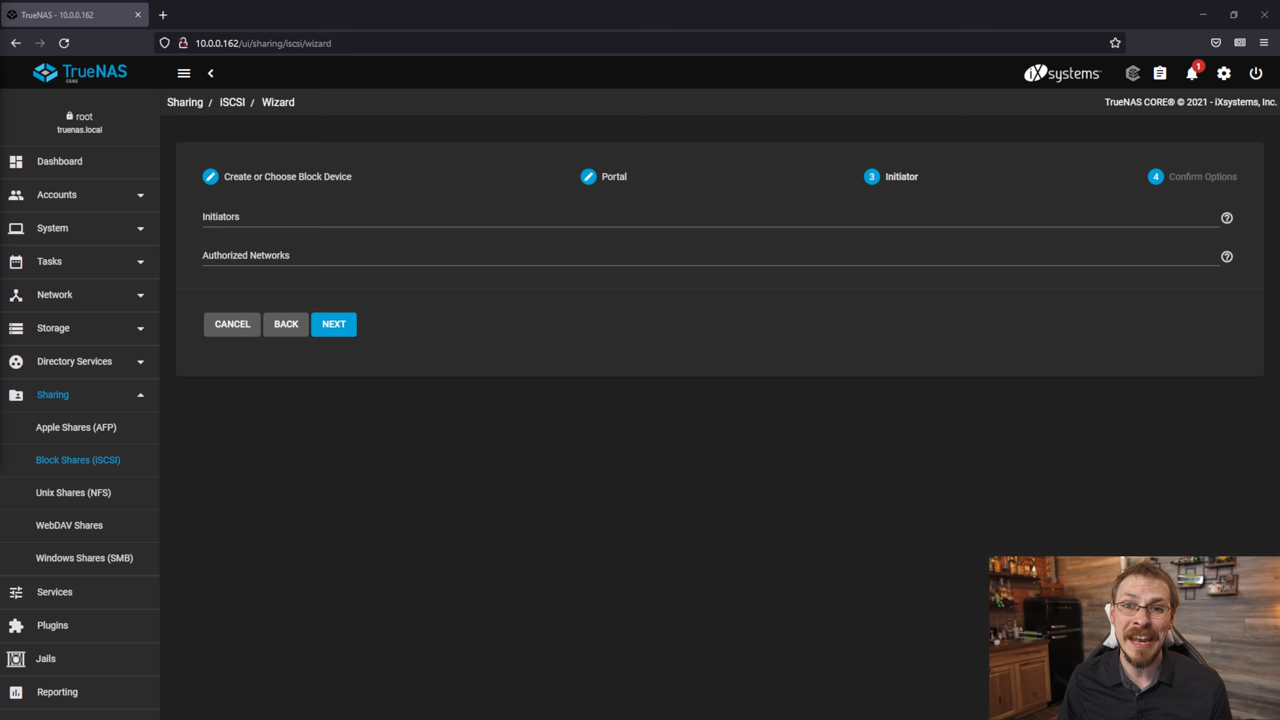 TrueNAS - 10.0.0.162
10.0.0.162/ui/sharing/iscsi/wizard
TrueNAS
CORE
iXsystems
1
root
truenas.local
Sharing / iSCSI / Wizard
TrueNAS CORE® © 2021 - iXsystems, Inc.
Dashboard
Accounts
System
Tasks
Network
Storage
Directory Services
Sharing
Apple Shares (AFP)
Block Shares (iSCSI)
Unix Shares (NFS)
WebDAV Shares
Windows Shares (SMB)
Services
Plugins
Jails
Reporting
Create or Choose Block Device
Portal
3 Initiator
4 Confirm Options
Initiators
Authorized Networks
CANCEL
BACK
NEXT